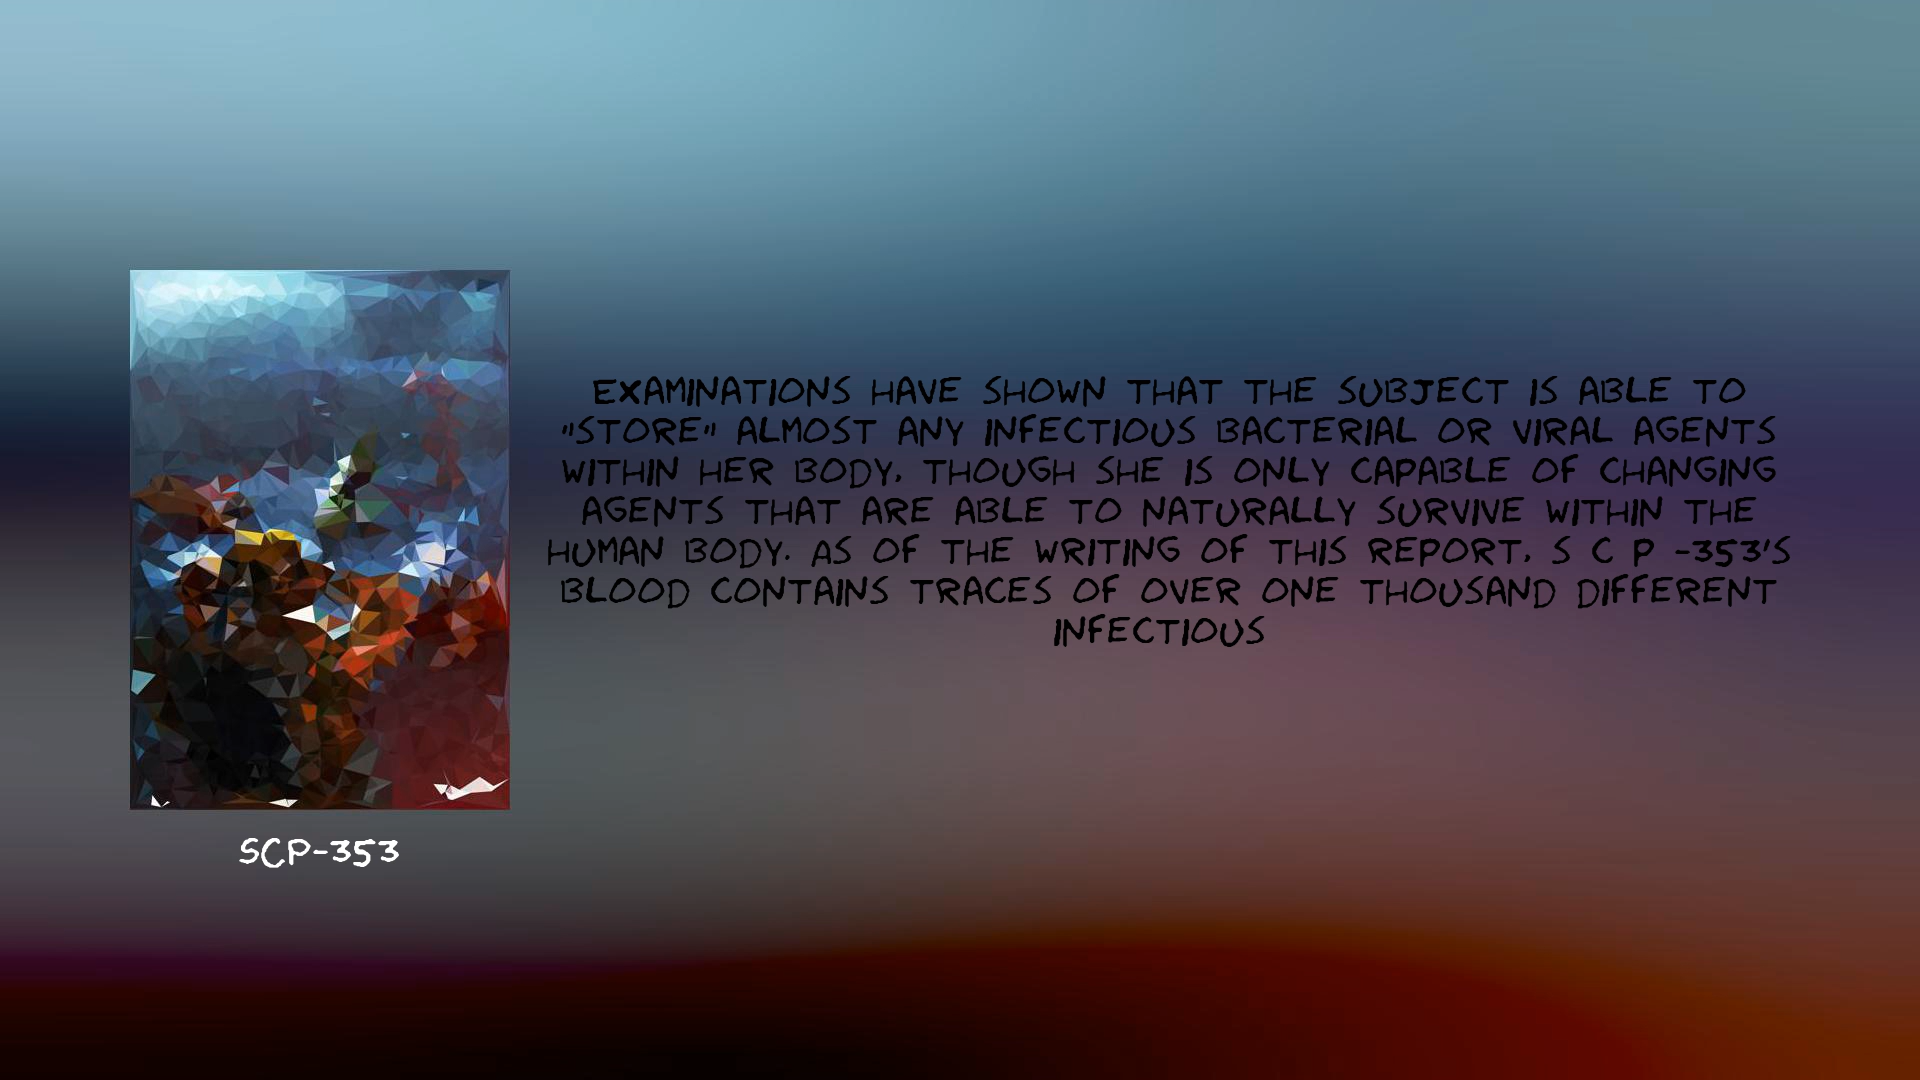 EXAMINATIONS HAVE SHOWN THAT THE SUBJECT IS ABLE TO
"STORE" ALMOST ANY INFECTIOUS BACTERIAL OR VIRAL AGENTS
WITHIN HER BODY, THOUGH SHE IS ONLY CAPABLE OF CHANGING
AGENTS THAT ARE ABLE TO NATURALLY SURVIVE WITHIN THE
HUMAN BODY. AS OF THE WRITING OF THIS REPORT, S C P -353'S
BLOOD CONTAINS TRACES OF OVER ONE THOUSAND DIFFERENT
INFECTIOUS
SCP-353